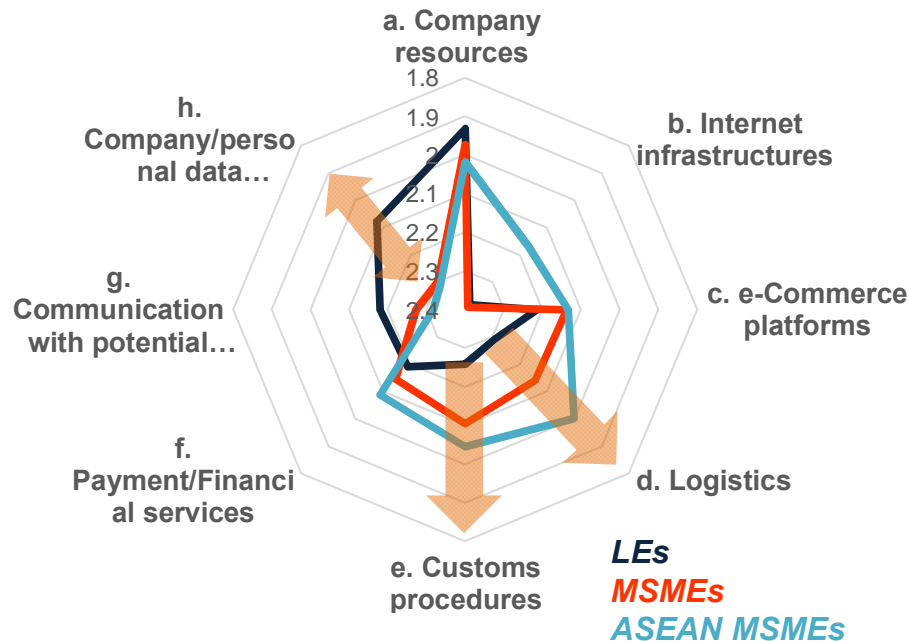 a. Company
resources
1.8
1.9
2
2.1
2.2
2.3
2.4
b. Internet
infrastructures
c. e-Commerce
platforms
d. Logistics
e. Customs
procedures
f.
Payment/Financi
al services
g.
Communication
with potential…
h.
Company/perso
nal data…
LEs
MSMEs
ASEAN MSMEs